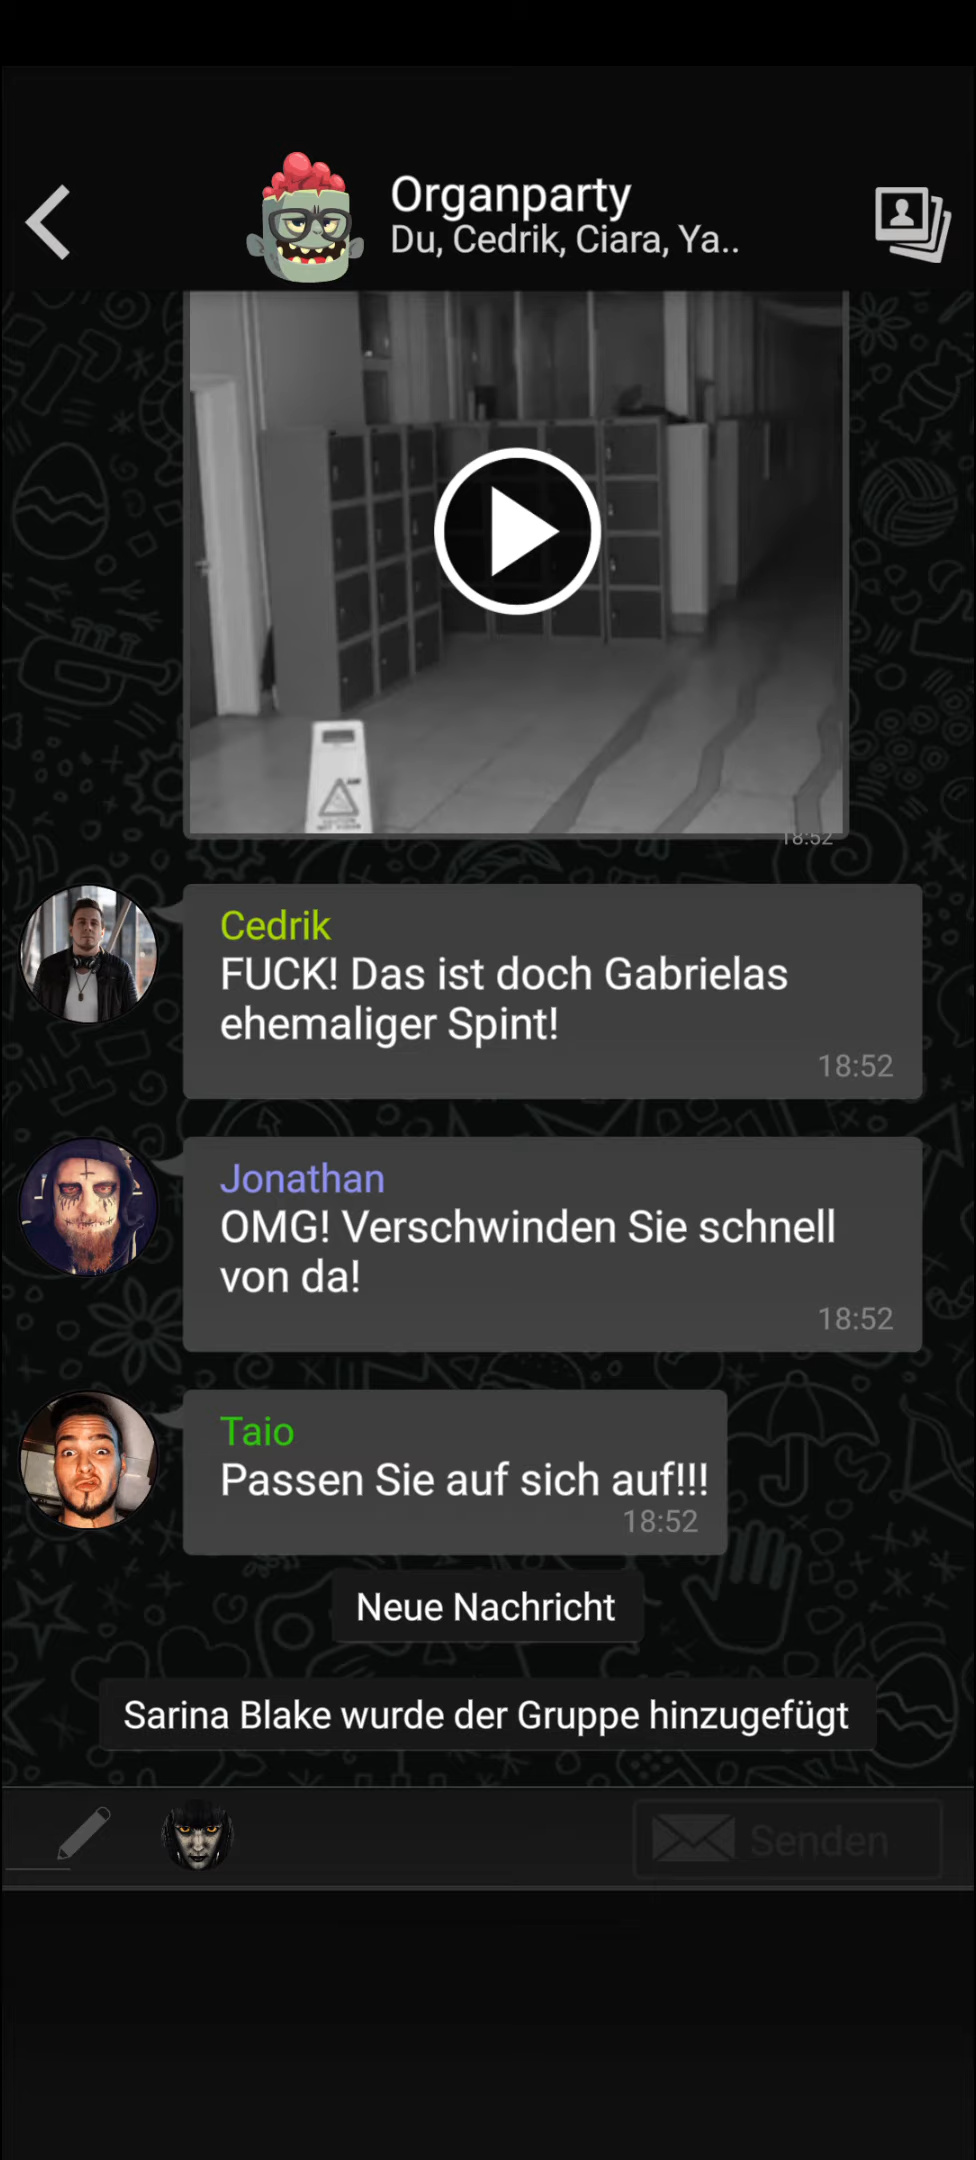 Organparty
Du, Cedrik, Ciara, Ya..
18:52
Cedrik
FUCK! Das ist doch Gabrielas
ehemaliger Spint!
18:52
Jonathan
OMG! Verschwinden Sie schnell
von da!
18:52
Taio
Passen Sie auf sich auf!!!
18:52
Neue Nachricht
Sarina Blake wurde der Gruppe hinzugefügt
Senden